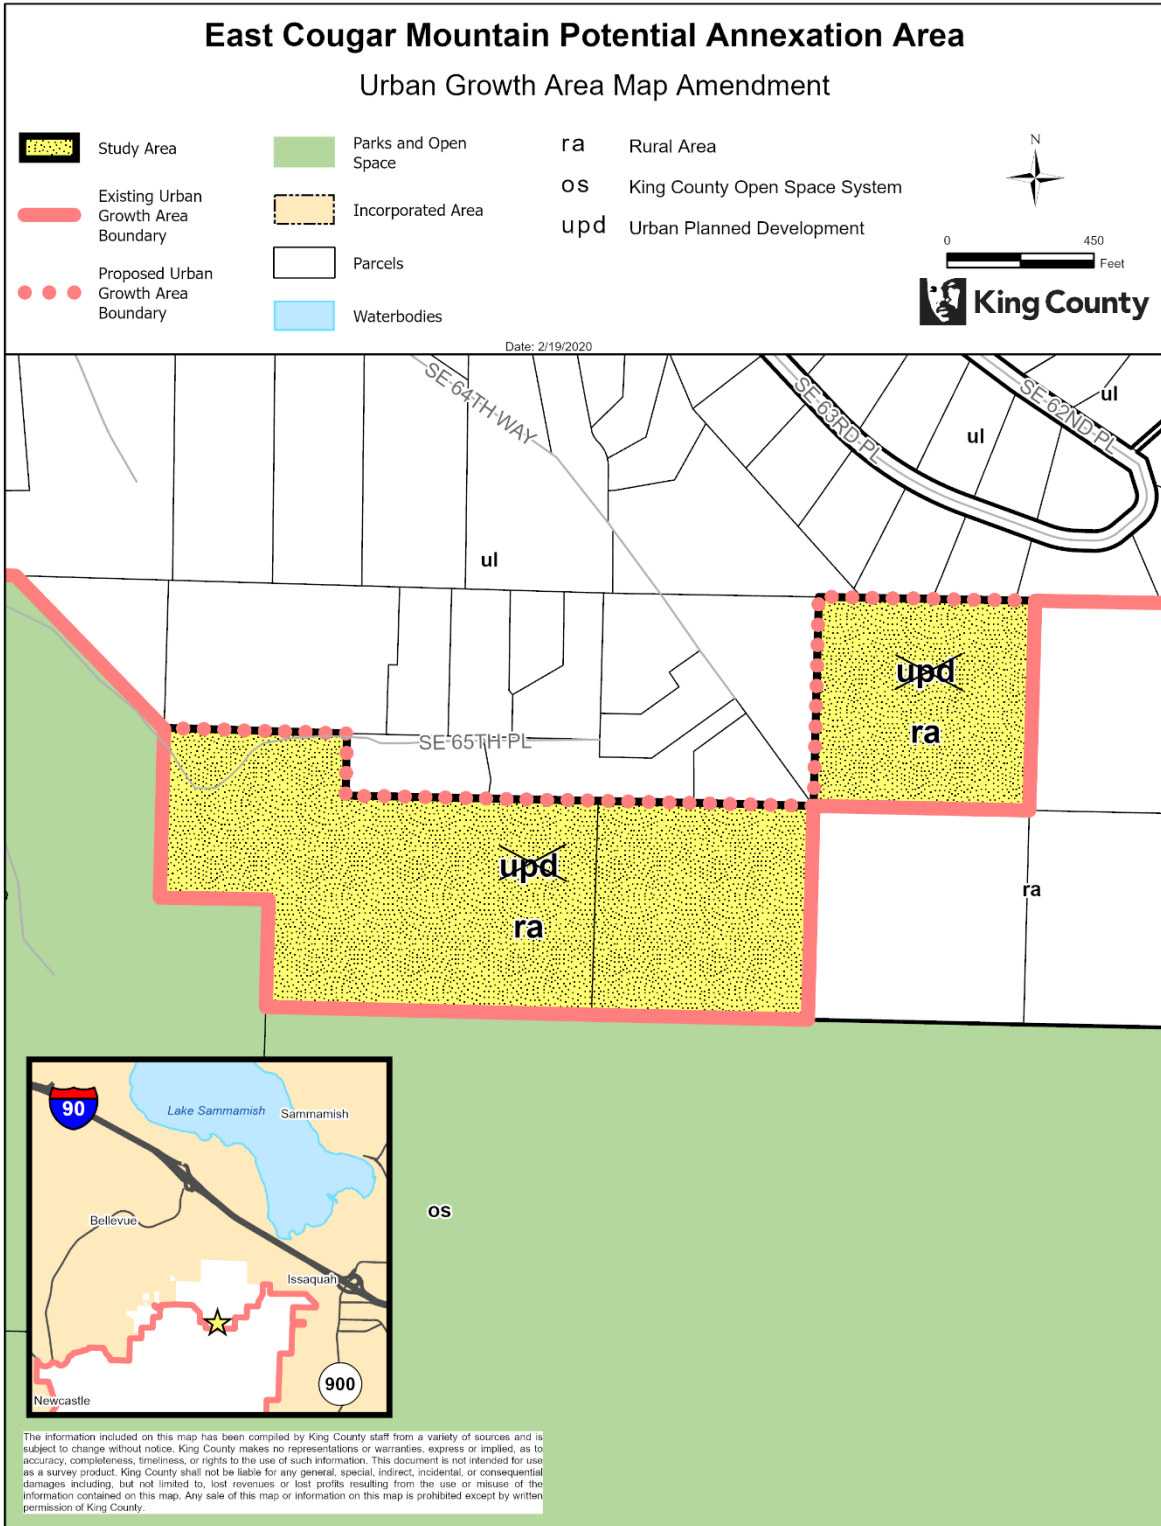 East Cougar Mountain Potential Annexation Area
Urban Growth Area Map Amendment
Study Area
Existing Urban
Growth Area
Boundary
Proposed Urban
Growth Area
Boundary
Parks and Open
Space
Incorporated Area
Parcels
Waterbodies
ra Rural Area
os King County Open Space System
upd Urban Planned Development
N
0 450
Feet
King County
Date: 2/19/2020
SE 64TH WAY
SE 63RD PL
SE 62ND PL
ul
ul
ul
upd
ra
SE 65TH PL
upd
ra
ra
os
90
Lake Sammamish
Sammamish
Bellevue
Issaquah
900
Newcastle
The information included on this map has been compiled by King County staff from a variety of sources and is
subject to change without notice. King County makes no representations or warranties, express or implied, as to
accuracy, completeness, timeliness, or rights to the use of such information. This document is not intended for use
as a survey product. King County shall not be liable for any general, special, indirect, incidental, or consequential
damages including, but not limited to, lost revenues or lost profits resulting from the use or misuse of the
information contained on this map. Any sale of this map or information on this map is prohibited except by written
permission of King County.